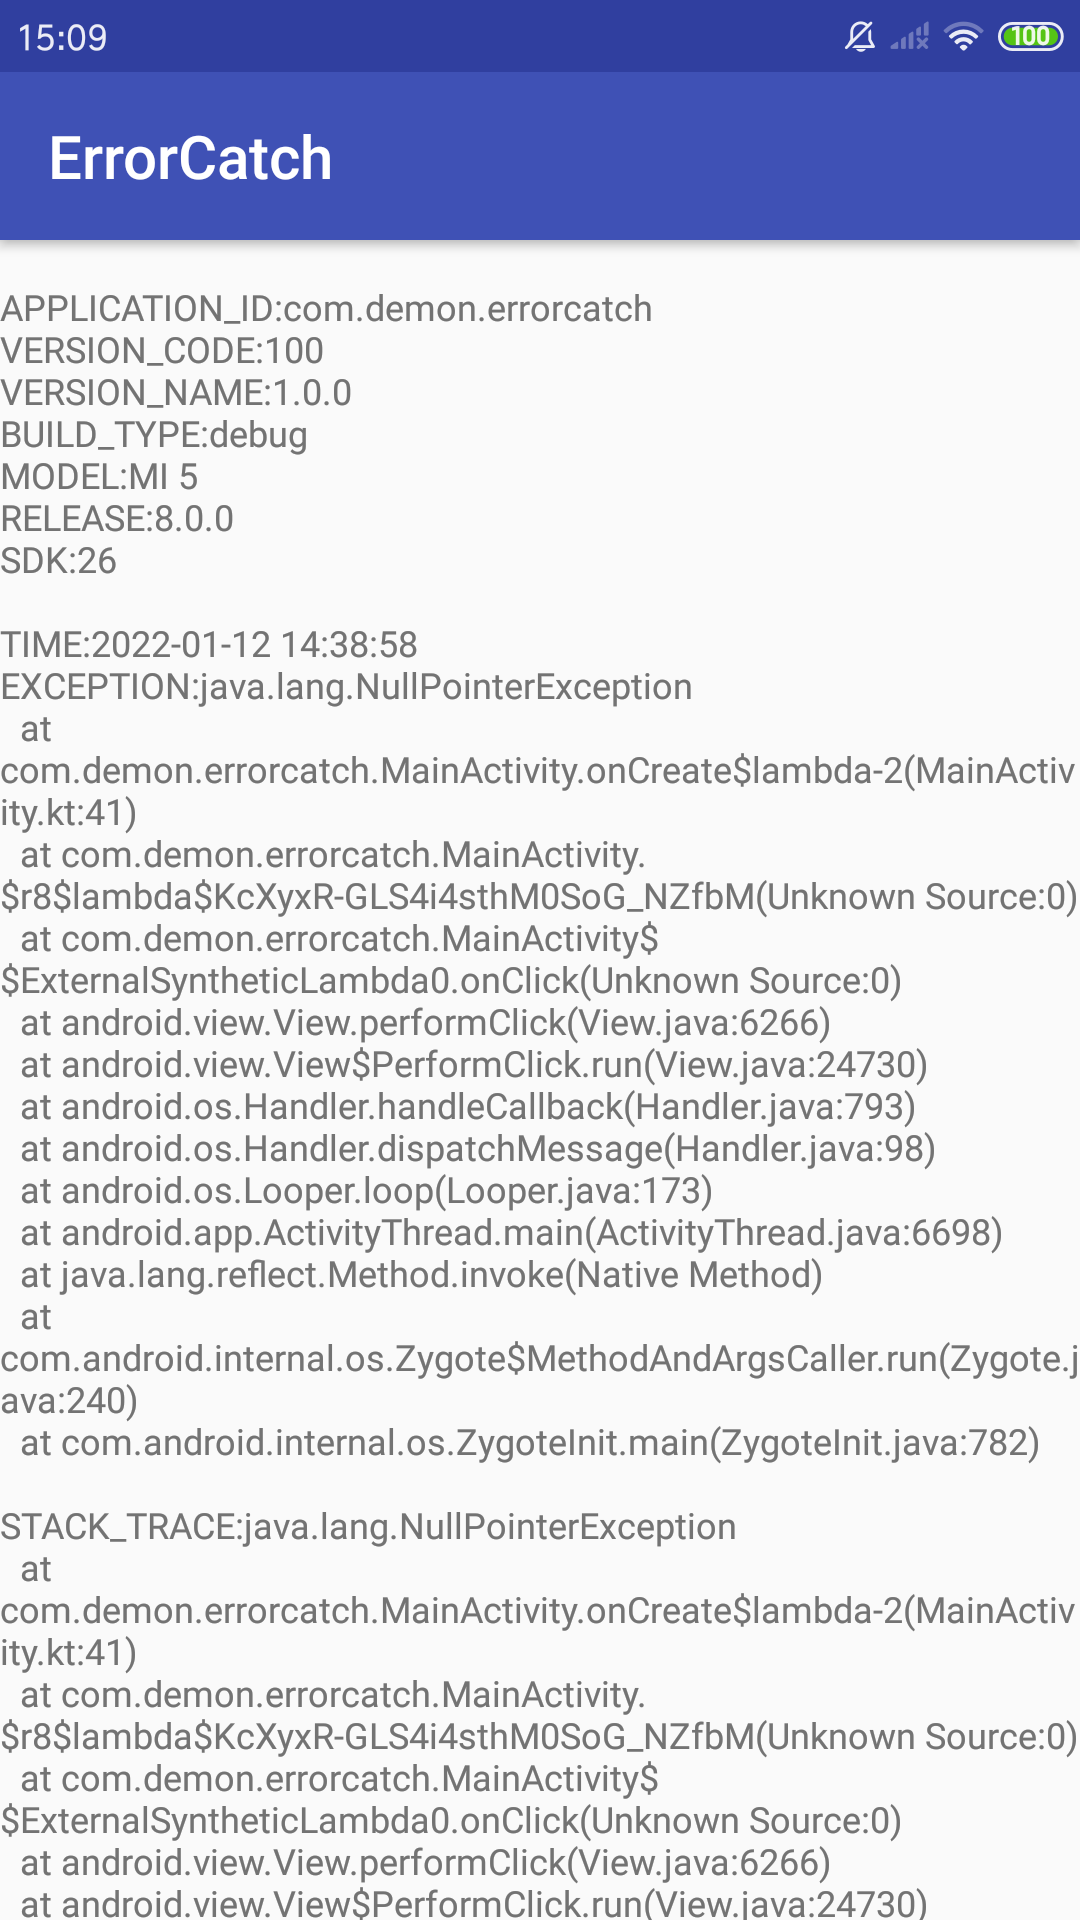 15:09
100
ErrorCatch
APPLICATION_ID:com.demon.errorcatch
VERSION_CODE:100
VERSION_NAME:1.0.0
BUILD_TYPE:debug
MODEL:MI 5
RELEASE:8.0.0
SDK:26
TIME:2022-01-12 14:38:58
EXCEPTION:java.lang.NullPointerException
at
com.demon.errorcatch.MainActivity.onCreate$lambda-2(MainActiv
ity.kt:41)
at com.demon.errorcatch.MainActivity.
$r8$lambda$KcXyxR-GLS4i4sthM0SoG_NZfbM(Unknown Source:0)
at com.demon.errorcatch.MainActivity$
$ExternalSyntheticLambda0.onClick(Unknown Source:0)
at android.view.View.performClick(View.java:6266)
at android.view.View$PerformClick.run(View.java:24730)
at android.os.Handler.handleCallback(Handler.java:793)
at android.os.Handler.dispatchMessage(Handler.java:98)
at android.os.Looper.loop(Looper.java:173)
at android.app.ActivityThread.main(ActivityThread.java:6698)
at java.lang.reflect.Method.invoke(Native Method)
at
com.android.internal.os.Zygote$MethodAndArgsCaller.run(Zygote.j
ava:240)
at com.android.internal.os.ZygoteInit.main(ZygoteInit.java:782)
STACK_TRACE:java.lang.NullPointerException
at
com.demon.errorcatch.MainActivity.onCreate$lambda-2(MainActiv
ity.kt:41)
at com.demon.errorcatch.MainActivity.
$r8$lambda$KcXyxR-GLS4i4sthM0SoG_NZfbM(Unknown Source:0)
at com.demon.errorcatch.MainActivity$
$ExternalSyntheticLambda0.onClick(Unknown Source:0)
at android.view.View.performClick(View.java:6266)
at android.view.View$PerformClick.run(View.java:24730)